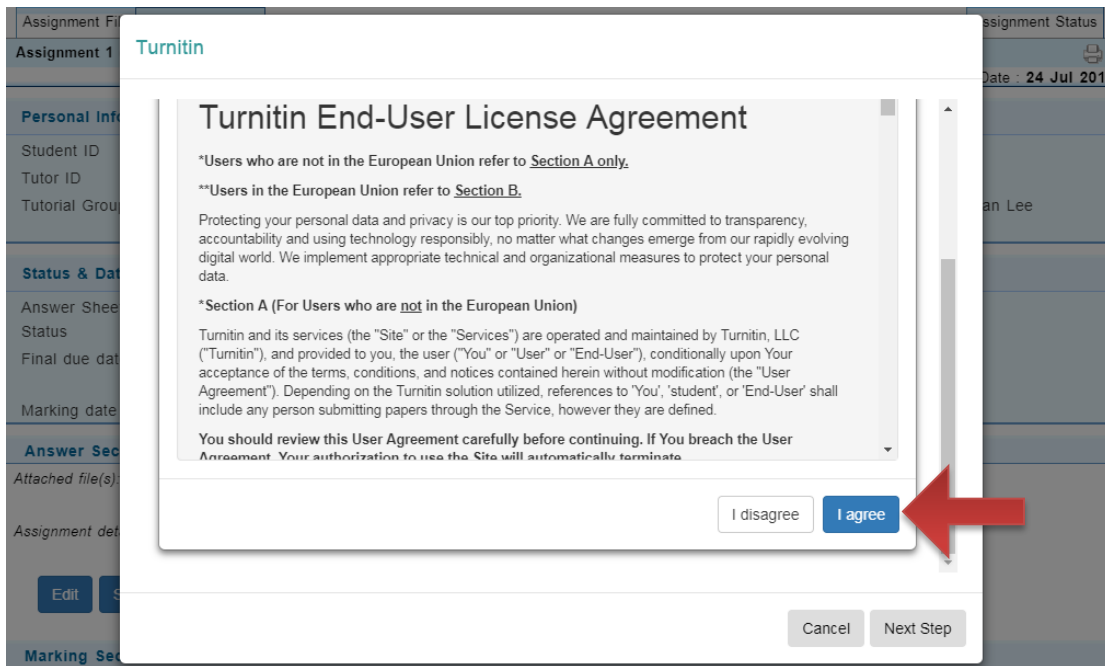 Assignment Fi
ssignment Status
Assignment 1
Turnitin
Date : 24 Jul 201
Personal Info
Student ID
Tutor ID
Tutorial Grou
an Lee
Status & Dat
Answer Shee
Status
Final due dat
Marking date
Answer Sec
Attached file(s):
Assignment det
Edit
S
Marking Sec
Turnitin End-User License Agreement
*Users who are not in the European Union refer to Section A only.
**Users in the European Union refer to Section B.
Protecting your personal data and privacy is our top priority. We are fully committed to transparency,
accountability and using technology responsibly, no matter what changes emerge from our rapidly evolving
digital world. We implement appropriate technical and organizational measures to protect your personal
data.
*Section A (For Users who are not in the European Union)
Turnitin and its services (the "Site" or the "Services") are operated and maintained by Turnitin, LLC
("Turnitin"), and provided to you, the user ("You" or "User" or "End-User"), conditionally upon Your
acceptance of the terms, conditions, and notices contained herein without modification (the "User
Agreement"). Depending on the Turnitin solution utilized, references to 'You', 'student', or 'End-User' shall
include any person submitting papers through the Service, however they are defined.
You should review this User Agreement carefully before continuing. If You breach the User
Agreement, Your authorization to use the Site will automatically terminate
I disagree
I agree
Cancel
Next Step